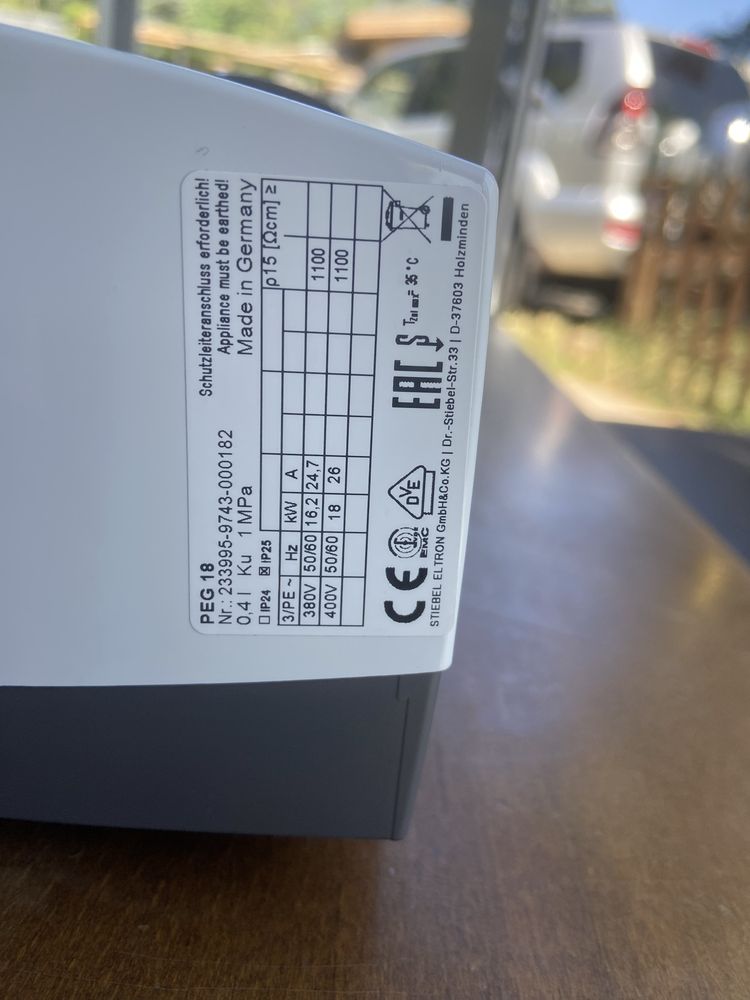 PEG 18
Schutzleiteranschluss erforderlich!
Nr.: 233995-9743-000182
Appliance must be earthed!
0,4 l Ku 1 MPa
Made in Germany
☐ IP24 ☒ IP25
ρ15 [Ωcm] ≥
3/PE ~ Hz kW A
380V 50/60 16,2 24,7 1100
400V 50/60 18 26 1100
CE
EMC
DVE
EAC
S
STIEBEL ELTRON GmbH&Co.KG | Dr.-Stiebel-Str.33 | D-37603 Holzminden